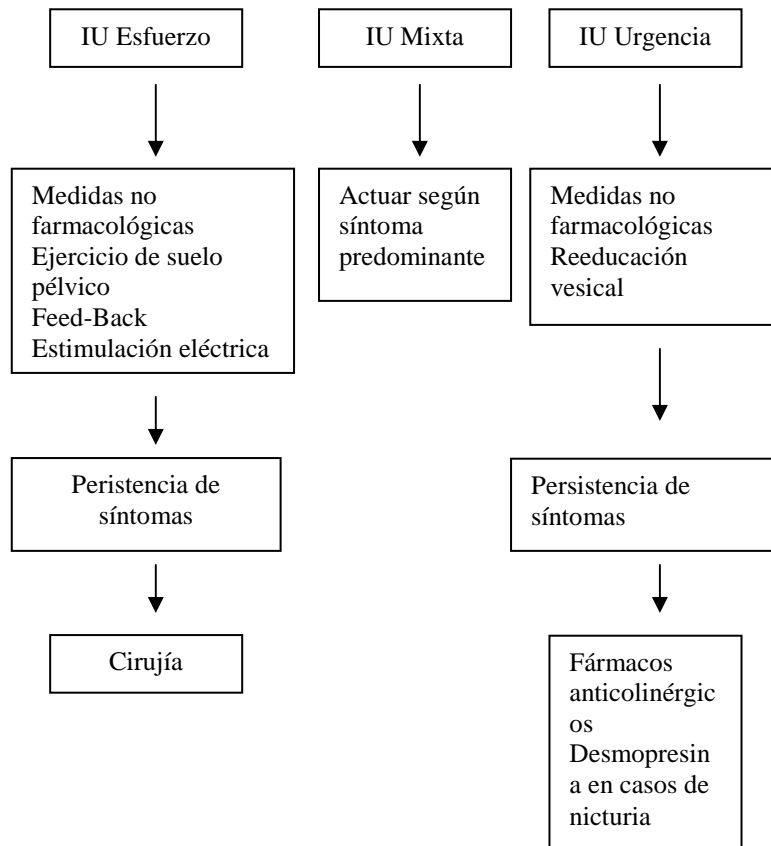 IU Esfuerzo
IU Mixta
IU Urgencia
Medidas no
farmacológicas
Ejercicio de suelo
pélvico
Feed-Back
Estimulación eléctrica
Actuar según
síntoma
predominante
Medidas no
farmacológicas
Reeducación
vesical
Peristencia de
síntomas
Persistencia de
síntomas
Cirujía
Fármacos
anticolinérgic
os
Desmopresin
a en casos de
nicturia